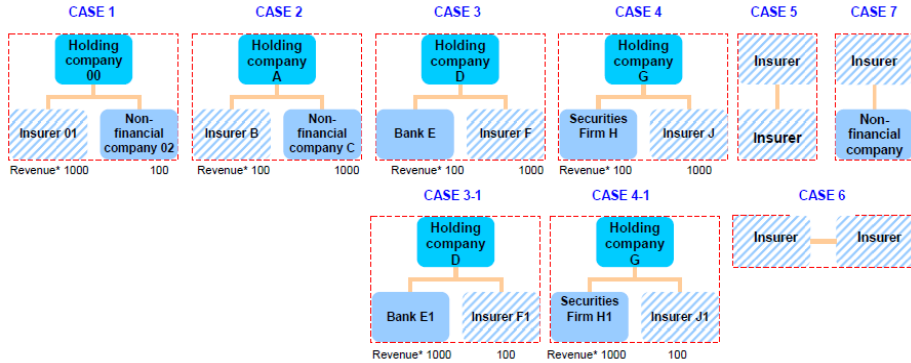 CASE 1
CASE 2
CASE 3
CASE 4
CASE 5
CASE 7
Holding
company
00
Holding
company
A
Holding
company
D
Holding
company
G
Insurer
Insurer
Insurer 01
Non-
financial
company 02
Insurer B
Non-
financial
company C
Bank E
Insurer F
Securities
Firm H
Insurer J
Insurer
Non-
financial
company
Revenue* 1000 100
Revenue* 100 1000
Revenue* 100 1000
Revenue* 100 1000
CASE 3-1
CASE 4-1
CASE 6
Holding
company
D
Holding
company
G
Insurer
Insurer
Bank E1
Insurer F1
Securities
Firm H1
Insurer J1
Revenue* 1000 100
Revenue* 1000 100